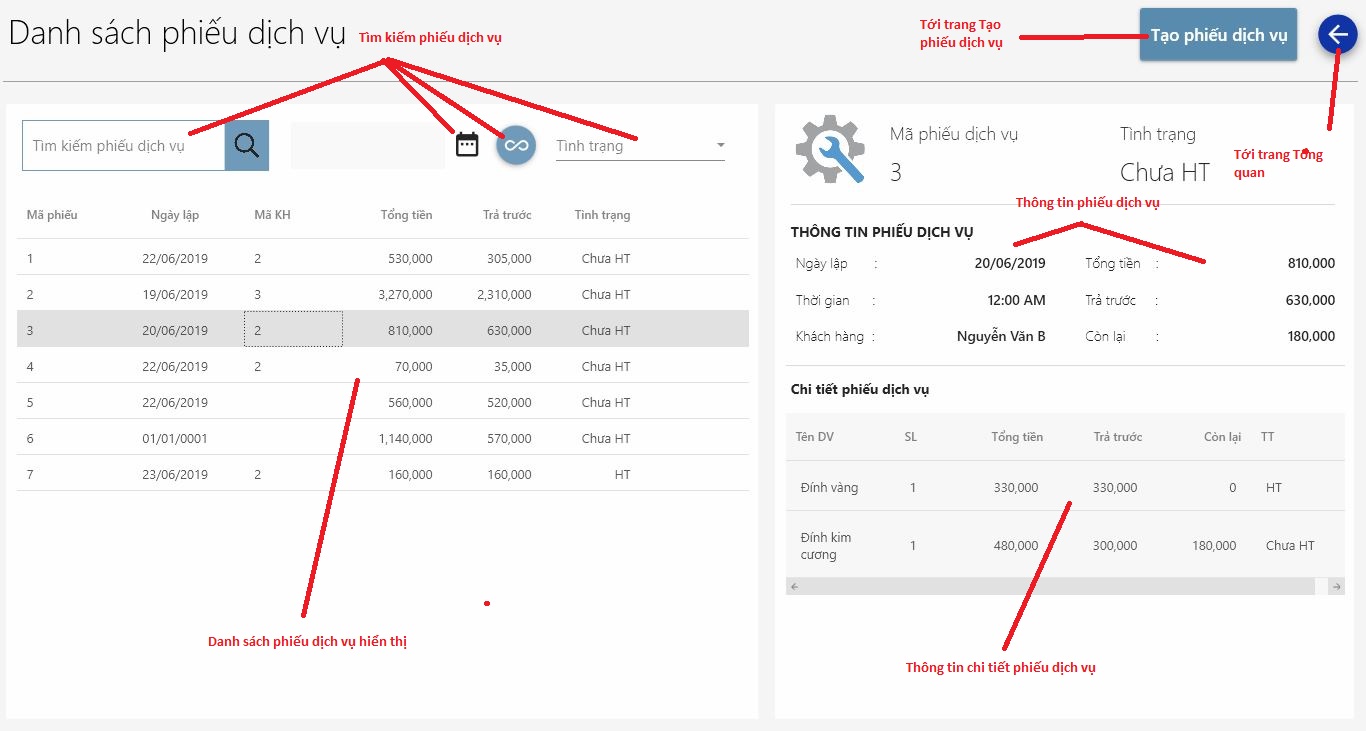 Danh sách phiếu dịch vụ
Tìm kiếm phiếu dịch vụ
Tới trang Tạo
phiếu dịch vụ
Tạo phiếu dịch vụ
Tìm kiếm phiếu dịch vụ
Tình trạng
Mã phiếu Ngày lập Mã KH Tổng tiền Trả trước Tình trạng
1 22/06/2019 2 530,000 305,000 Chưa HT
2 19/06/2019 3 3,270,000 2,310,000 Chưa HT
3 20/06/2019 2 810,000 630,000 Chưa HT
4 22/06/2019 2 70,000 35,000 Chưa HT
5 22/06/2019 560,000 520,000 Chưa HT
6 01/01/0001 1,140,000 570,000 Chưa HT
7 23/06/2019 2 160,000 160,000 HT
Danh sách phiếu dịch vụ hiển thị
Mã phiếu dịch vụ Tình trạng
3 Chưa HT
Tới trang Tổng
quan
Thông tin phiếu dịch vụ
THÔNG TIN PHIẾU DỊCH VỤ
Ngày lập : 20/06/2019 Tổng tiền : 810,000
Thời gian : 12:00 AM Trả trước : 630,000
Khách hàng : Nguyễn Văn B Còn lại : 180,000
Chi tiết phiếu dịch vụ
Tên DV SL Tổng tiền Trả trước Còn lại TT
Đính vàng 1 330,000 330,000 0 HT
Đính kim
cương 1 480,000 300,000 180,000 Chưa HT
Thông tin chi tiết phiếu dịch vụ